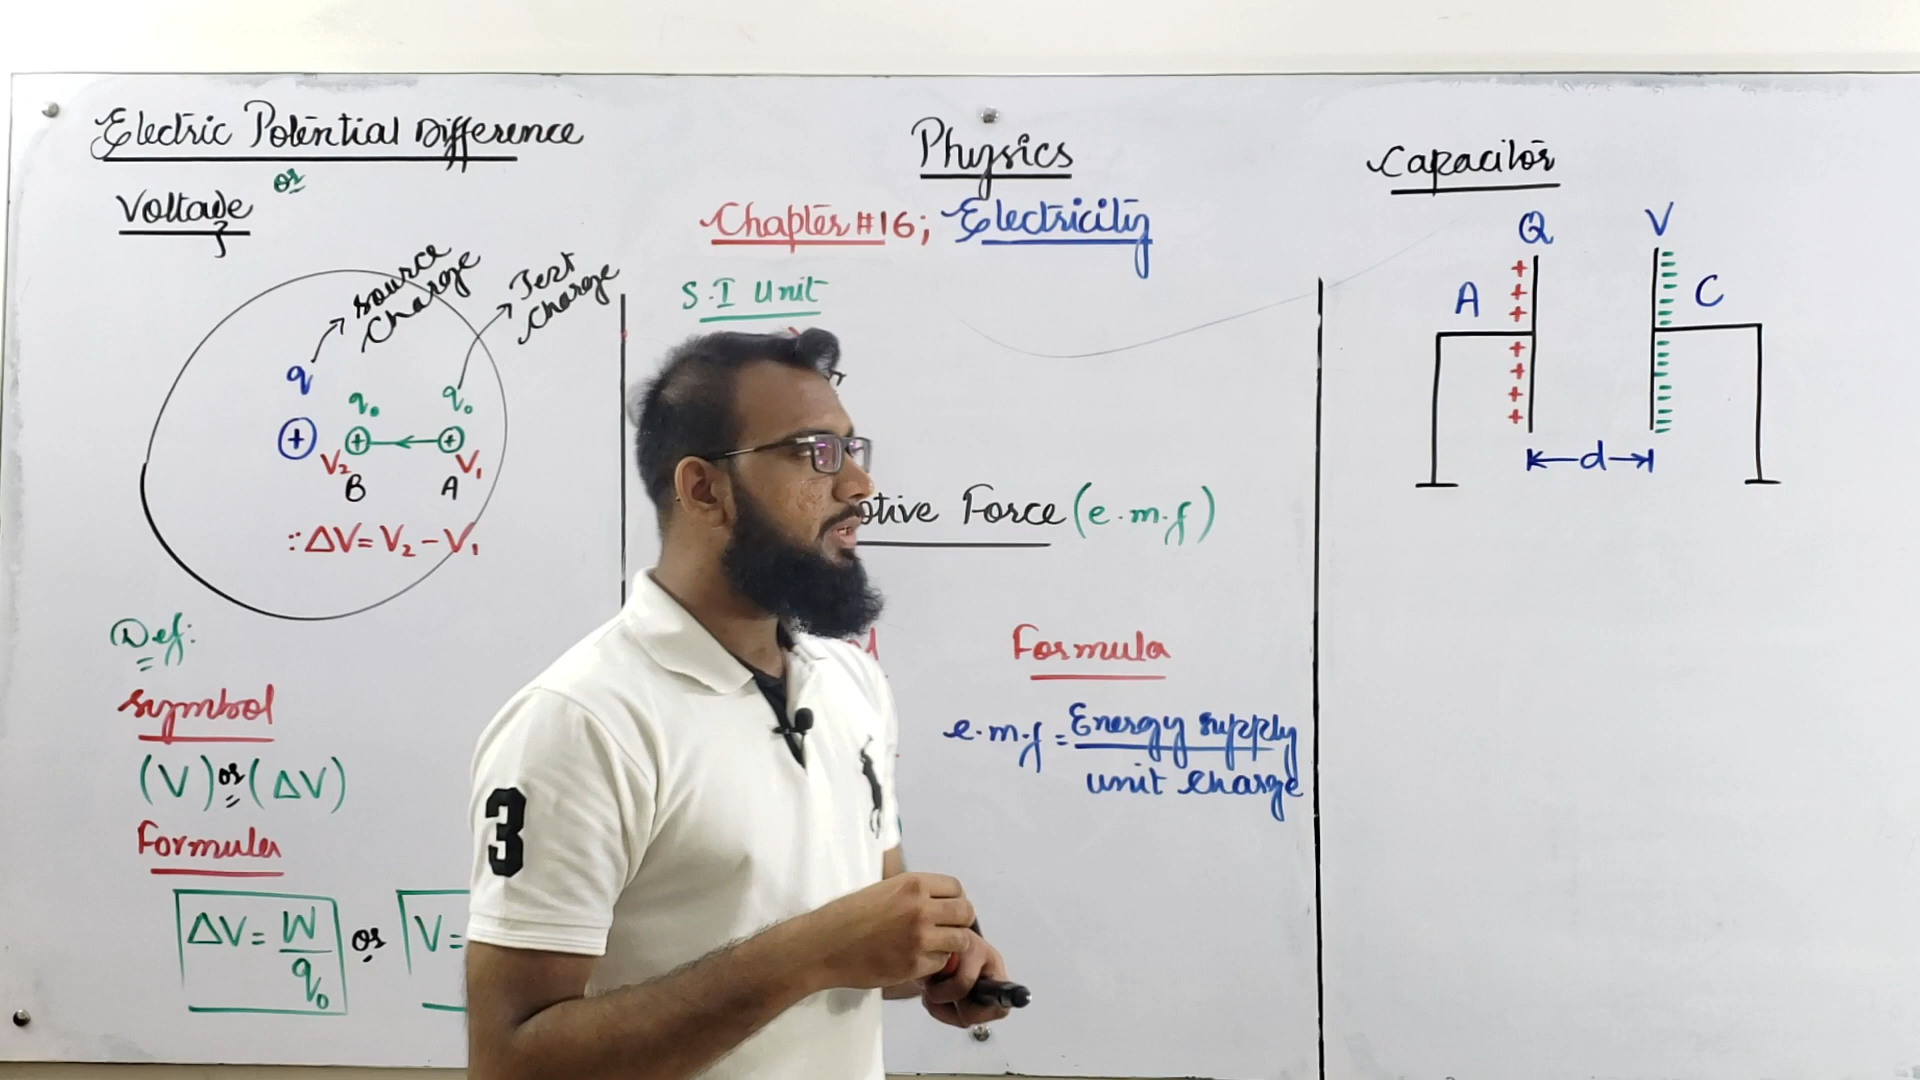 Electric Potential Difference
or
Voltage
source
charge
Test
charge
q
q₀
q₀
+
+
+
V₂
V₁
B
A
∵ΔV=V₂-V₁
Def:
symbol
(V) or (ΔV)
Formula
ΔV=W/q₀ or V=
Physics
Chapter #16; Electricity
S.I Unit
otive Force (e.m.f)
Formula
e.m.f = Energy supply
unit charge
Capacitor
Q
V
A
C
+
+
+
+
+
+
+
d
3